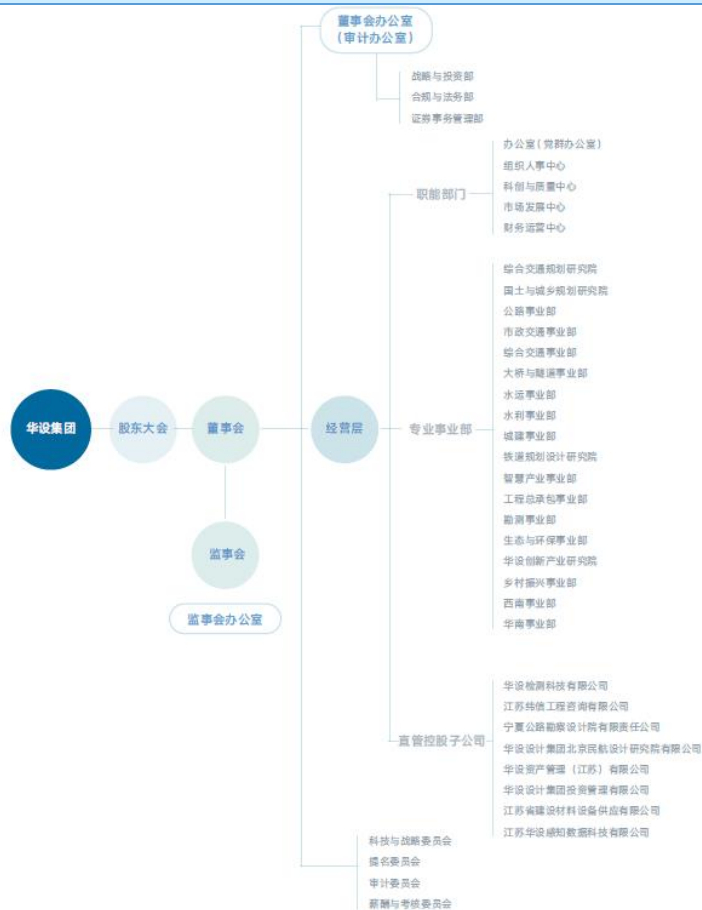 董事会办公室
(审计办公室)
战略与投资部
合规与法务部
证券事务管理部
办公室(党群办公室)
组织人事中心
职能部门
科创与质量中心
市场发展中心
财务运营中心
综合交通规划研究院
国土与城乡规划研究院
公路事业部
市政交通事业部
综合交通事业部
大桥与隧道事业部
水运事业部
水利事业部
华设集团
股东大会
董事会
经营层
专业事业部
城建事业部
铁道规划设计研究院
智慧产业事业部
工程总承包事业部
勘测事业部
生态与环保事业部
华设创新产业研究院
乡村振兴事业部
西南事业部
华南事业部
监事会
监事会办公室
华设检测科技有限公司
江苏纬信工程咨询有限公司
宁夏公路勘察设计院有限责任公司
直管控股子公司
华设设计集团北京民航设计研究院有限公司
华设资产管理（江苏）有限公司
华设设计集团投资管理有限公司
江苏省建设材料设备供应有限公司
江苏华设感知数据科技有限公司
科技与战略委员会
提名委员会
审计委员会
薪酬与考核委员会